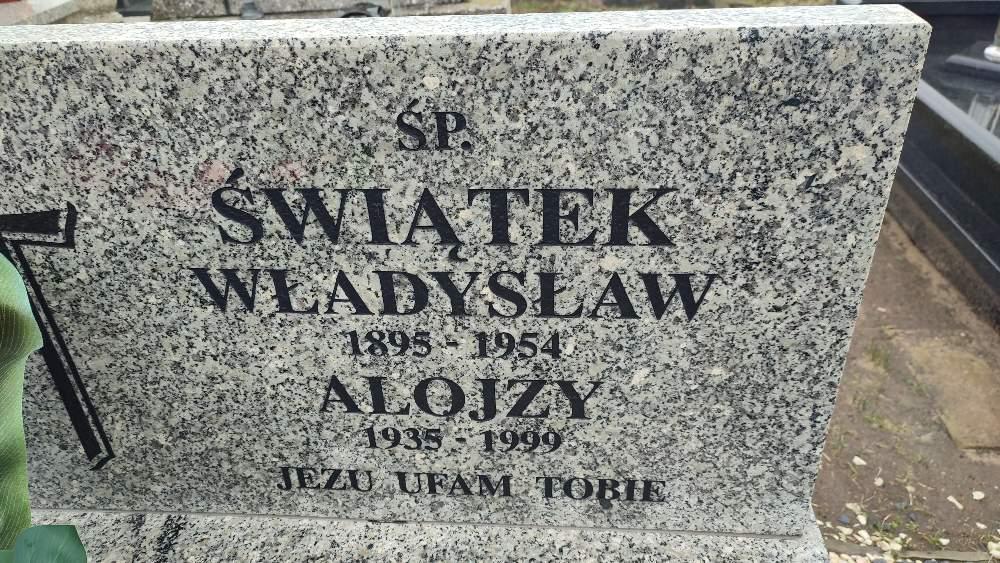 ŚP.
ŚWIĄTEK
WŁADYSŁAW
1895 - 1954
ALOJZY
1935 - 1999
JEZU UFAM TOBIE